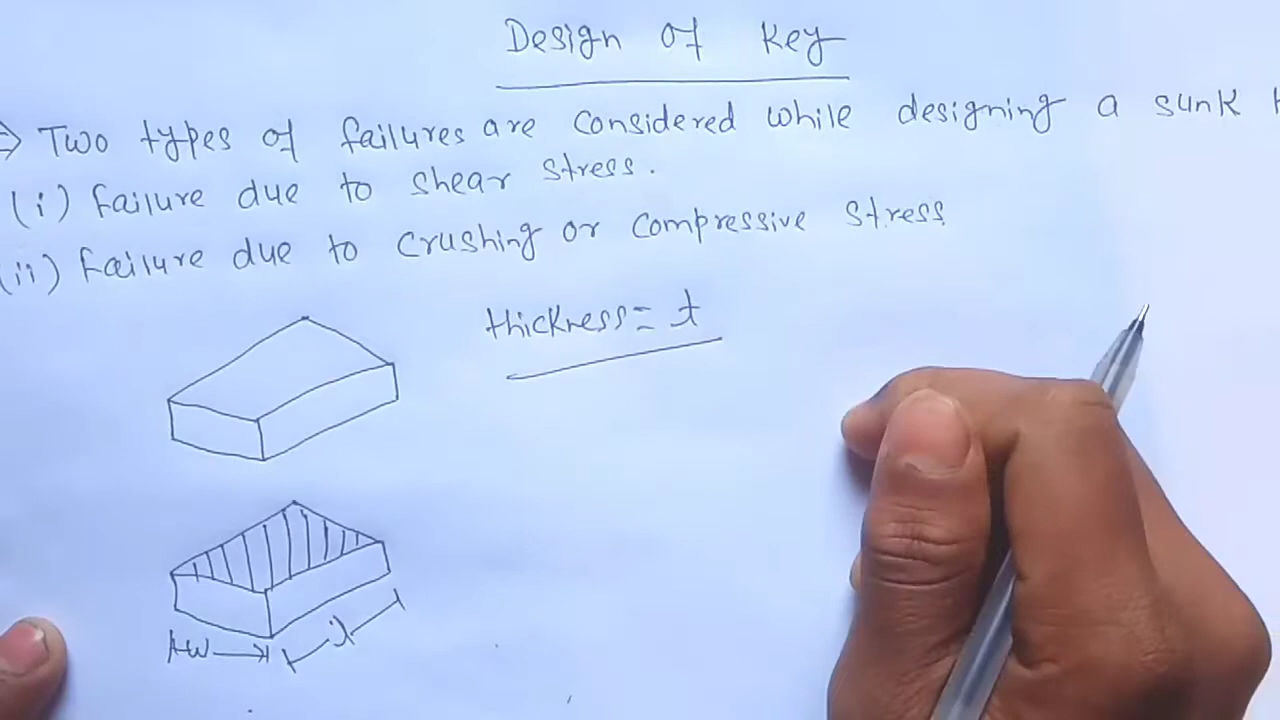 Design of Key
=> Two types of failures are considered while designing a sunk
(i) Failure due to shear stress.
(ii) Failure due to crushing or compressive stress
thickness = t
w
l